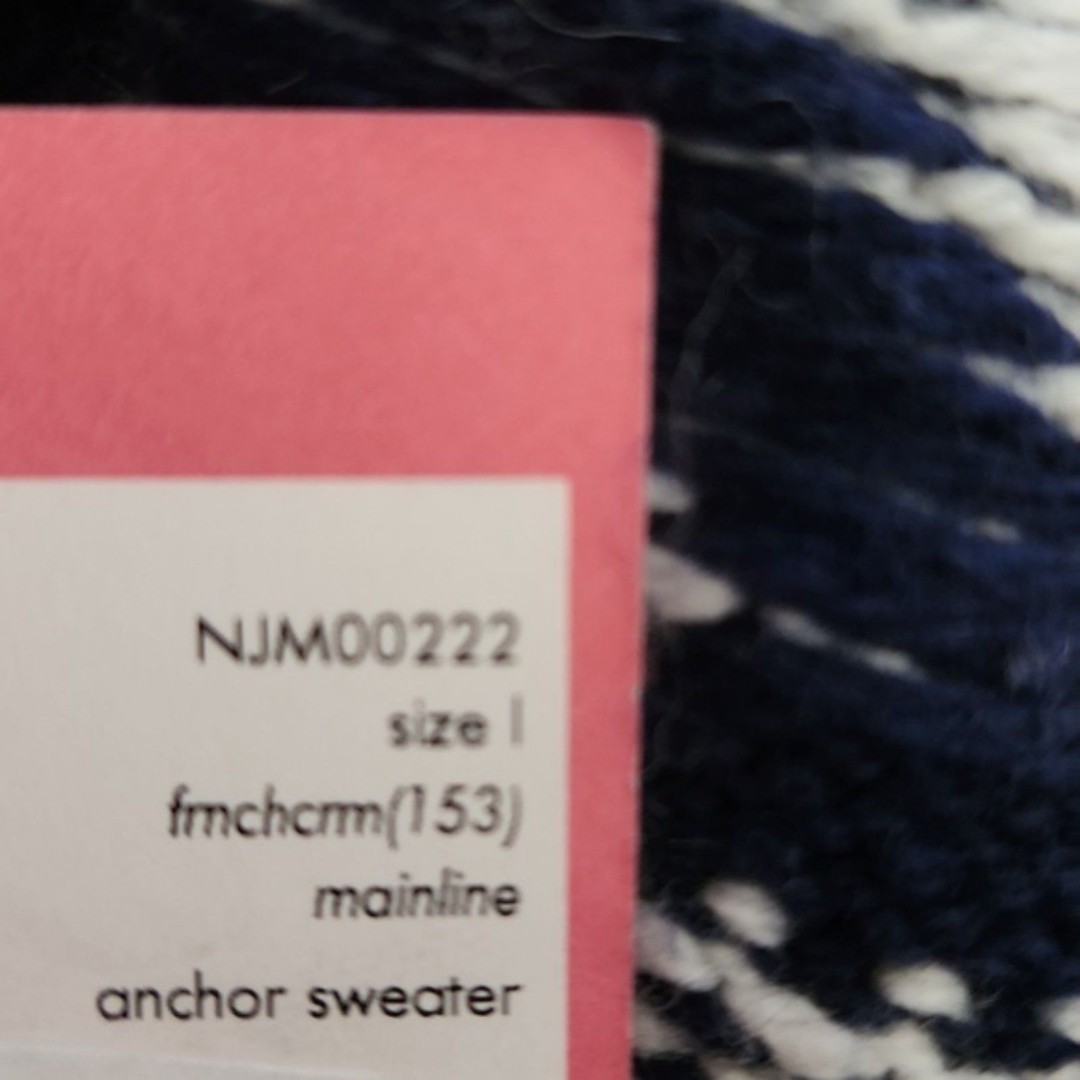 NJM00222
size l
frnchcrm(153)
mainline
anchor sweater